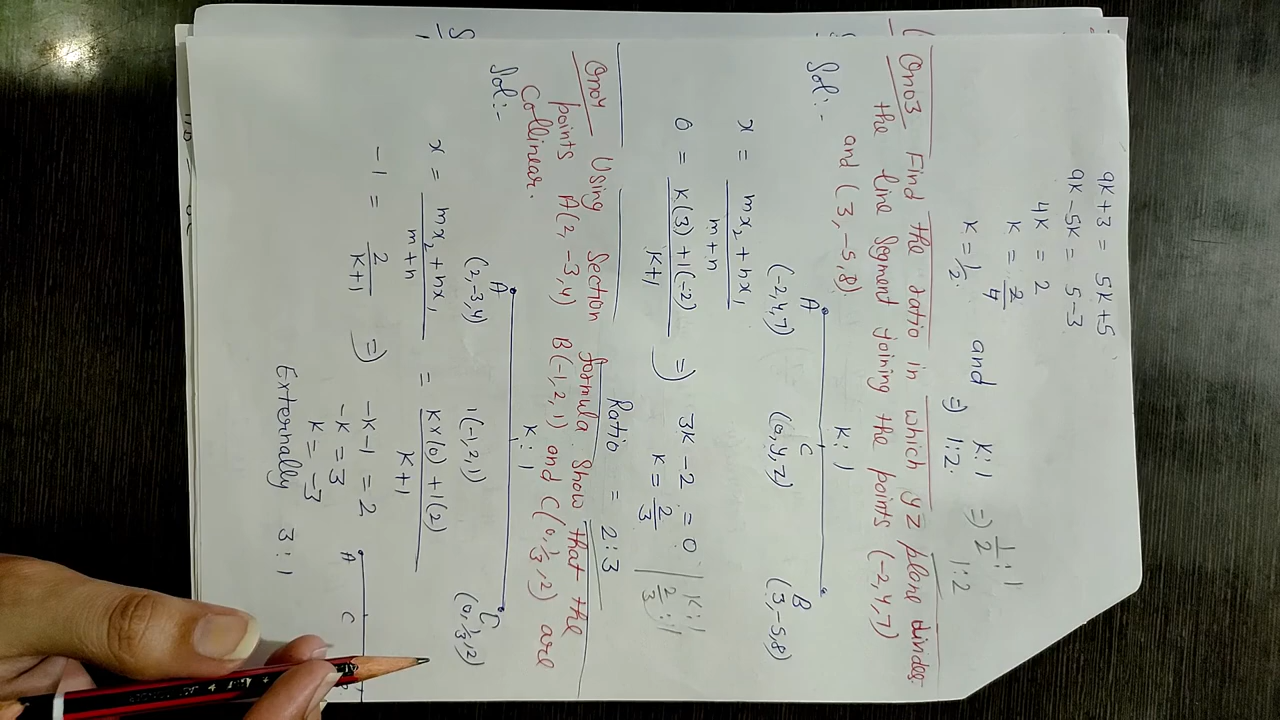 9K+3 = 5K+5
9K-5K = 5-3
4K = 2
K = 2/4
K = 1/2. and K:1 => 1/2 : 1
=> 1:2. 1:2
Qno3 Find the ratio in which yz plane divides
the line segment joining the points (-2,4,7)
and (3,-5,8).
Sol:-
K:1
A C B
(-2,4,7) (0,y,z) (3,-5,8)
x = mx₂ + nx₁ / m+n
0 = K(3)+1(-2) / K+1 => 3K-2 = 0 | K:1
K = 2/3 2/3 : 1
Ratio = 2:3
Qno4 Using Section formula show that the
points A(2,-3,4) B(-1,2,1) and C(0,1/3,2) are
Collinear.
Sol:-
K:1
A C
(2,-3,4) 1(-1,2,1) (0,1/3,2)
x = mx₂ + nx₁ / m+n = K×(0)+1(2) / K+1
-1 = 2 / K+1 => -K-1 = 2
-K = 3
K = -3
A C
Externally 3:1